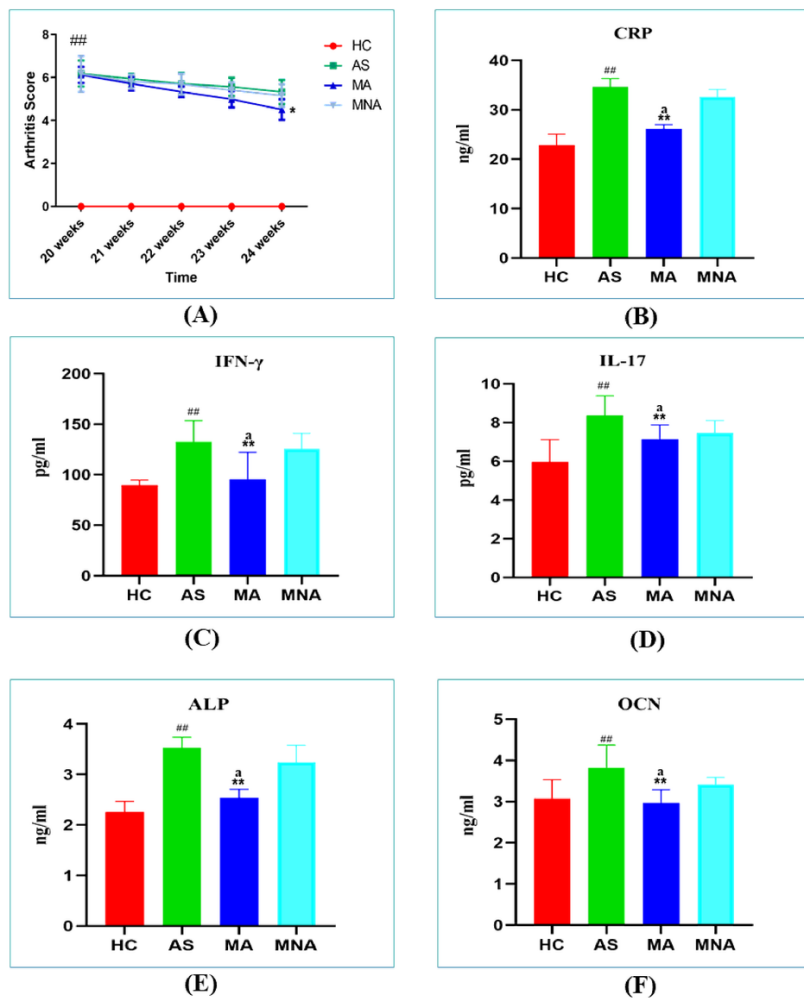 8
6
4
2
0
Arthritis Score
##
*
HC
AS
MA
MNA
20 weeks
21 weeks
22 weeks
23 weeks
24 weeks
Time
(A)
CRP
ng/ml
40
30
20
10
0
##
a
**
HC AS MA MNA
(B)
IFN-γ
pg/ml
200
150
100
50
0
##
a
**
HC AS MA MNA
(C)
IL-17
pg/ml
10
8
6
4
2
0
##
a
**
HC AS MA MNA
(D)
ALP
ng/ml
4
3
2
1
0
##
a
**
HC AS MA MNA
(E)
OCN
ng/ml
5
4
3
2
1
0
##
a
**
HC AS MA MNA
(F)